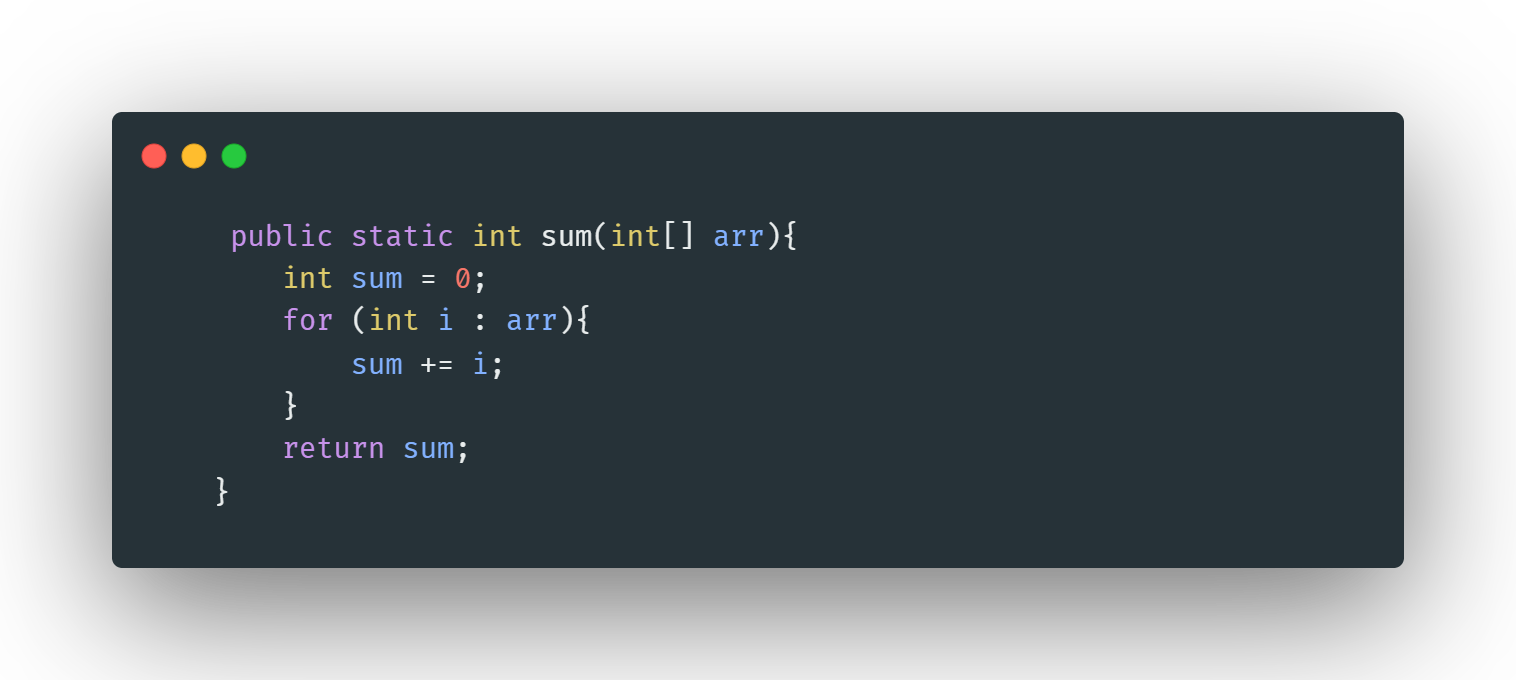 public static int sum(int[] arr){
int sum = 0;
for (int i : arr){
sum += i;
}
return sum;
}